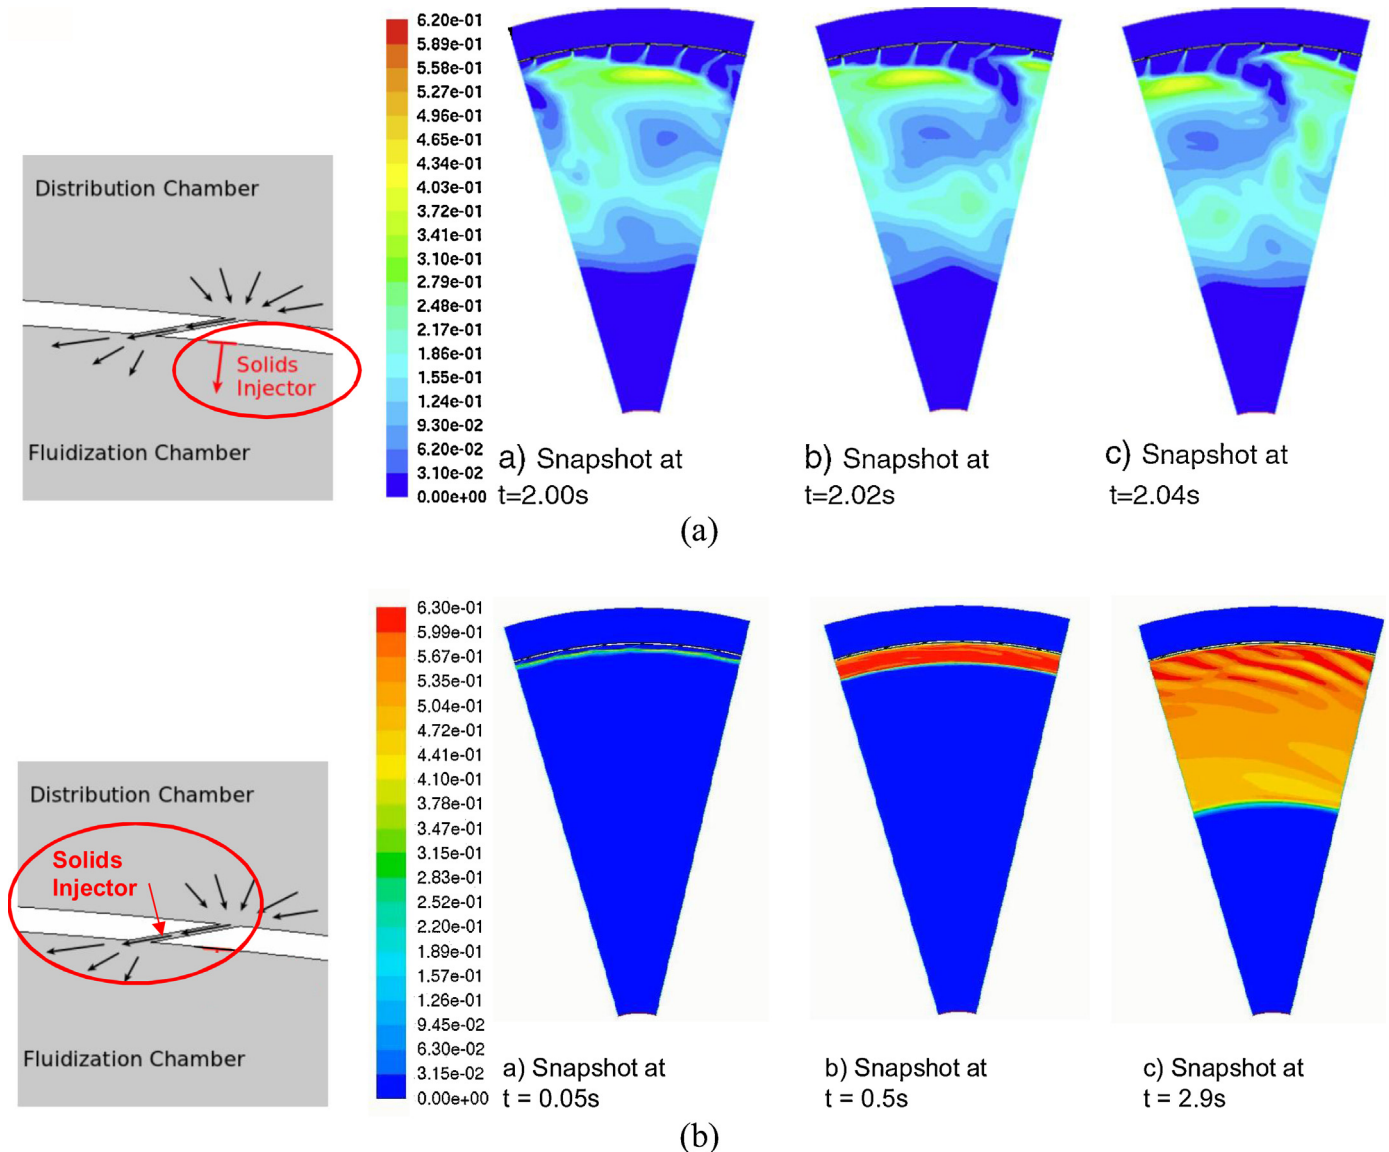 Distribution Chamber
Solids
Injector
Fluidization Chamber
6.20e-01
5.89e-01
5.58e-01
5.27e-01
4.96e-01
4.65e-01
4.34e-01
4.03e-01
3.72e-01
3.41e-01
3.10e-01
2.79e-01
2.48e-01
2.17e-01
1.86e-01
1.55e-01
1.24e-01
9.30e-02
6.20e-02
3.10e-02
0.00e+00
a) Snapshot at
t=2.00s
b) Snapshot at
t=2.02s
c) Snapshot at
t=2.04s
(a)
Distribution Chamber
Solids
Injector
Fluidization Chamber
6.30e-01
5.99e-01
5.67e-01
5.35e-01
5.04e-01
4.72e-01
4.41e-01
4.10e-01
3.78e-01
3.47e-01
3.15e-01
2.83e-01
2.52e-01
2.20e-01
1.89e-01
1.57e-01
1.26e-01
9.45e-02
6.30e-02
3.15e-02
0.00e+00
a) Snapshot at
t = 0.05s
b) Snapshot at
t = 0.5s
c) Snapshot at
t = 2.9s
(b)